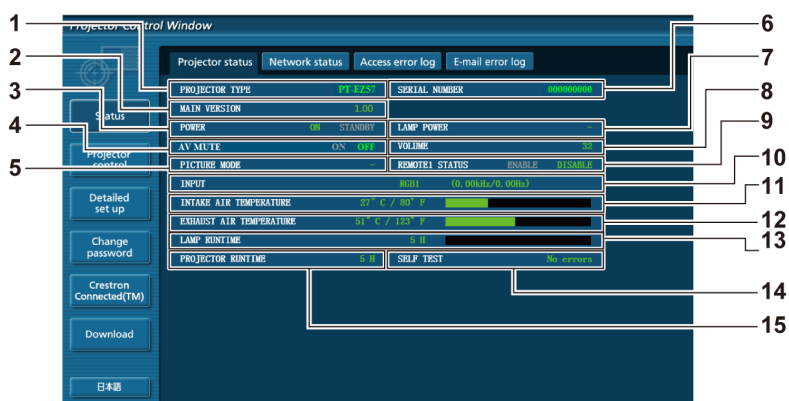 Projector Control Window
1
2
3
4
5
6
7
8
9
10
11
12
13
14
15
Projector status Network status Access error log E-mail error log
PROJECTOR TYPE PT-EZ57 SERIAL NUMBER 000000000
MAIN VERSION 1.00
POWER ON STANDBY LAMP POWER -
AV MUTE ON OFF VOLUME 32
PICTURE MODE - REMOTE1 STATUS ENABLE DISABLE
INPUT RGB1 (0.00kHz/0.00Hz)
INTAKE AIR TEMPERATURE 27° C / 80° F
EXHAUST AIR TEMPERATURE 51° C / 123° F
LAMP RUNTIME 5 H
PROJECTOR RUNTIME 5 H SELF TEST No errors
Status
Projector
control
Detailed
set up
Change
password
Crestron
Connected(TM)
Download
日本語